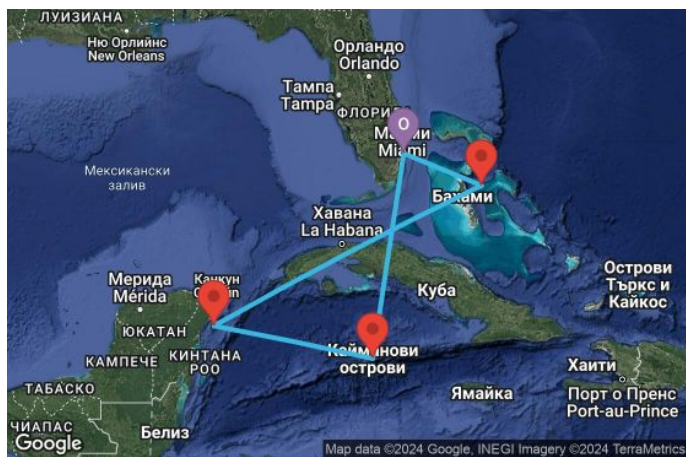 ЛУИЗИАНА
Ню Орлийнс
New Orleans
Орландо
Orlando
Тампа
Tampa
ФЛОРИДА
О
Маями
Miami
Мексикански
залив
Бахами
Хавана
La Habana
Канкун
Мерида
Mérida
Куба
Острови
Търкс и
Кайкос
ЮКАТАН
КАМПЕЧЕ
КИНТАНА
РОО
Кайманови
острови
Хаити
ТАБАСКО
Ямайка
Порт о Пренс
Port-au-Prince
ЧИАПАС
Белиз
Google
Map data ©2024 Google, INEGI Imagery ©2024 TerraMetrics